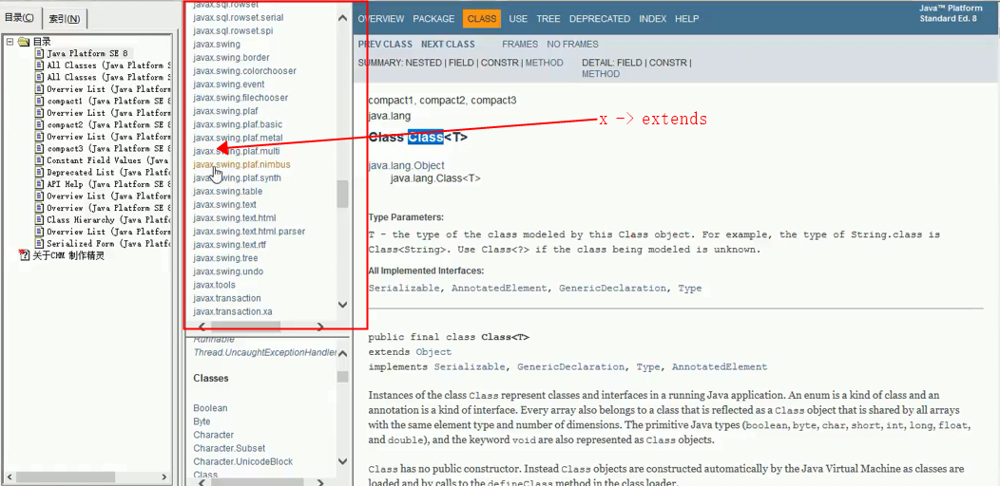 目录(C) 索引(N)
目录
Java Platform SE 8
All Classes (Java Platform S
All Classes (Java Platform S
Overview List (Java Platform
compact1 (Java Platform SE 8
Overview List (Java Platform
compact2 (Java Platform SE 8
Overview List (Java Platform
compact3 (Java Platform SE 8
Constant Field Values (Java
Deprecated List (Java Platfo
API Help (Java Platform SE 8
Overview List (Java Platform
Overview (Java Platform SE 8
Class Hierarchy (Java Platfo
Overview List (Java Platform
Serialized Form (Java Platfo
关于CHM 制作精灵
javax.sql.rowset
javax.sql.rowset.serial
javax.sql.rowset.spi
javax.swing
javax.swing.border
javax.swing.colorchooser
javax.swing.event
javax.swing.filechooser
javax.swing.plaf
javax.swing.plaf.basic
javax.swing.plaf.metal
javax.swing.plaf.multi
javax.swing.plaf.nimbus
javax.swing.plaf.synth
javax.swing.table
javax.swing.text
javax.swing.text.html
javax.swing.text.html.parser
javax.swing.text.rtf
javax.swing.tree
javax.swing.undo
javax.tools
javax.transaction
javax.transaction.xa
Runnable
Thread.UncaughtExceptionHandler
Classes
Boolean
Byte
Character
Character.Subset
Character.UnicodeBlock
Class
OVERVIEW PACKAGE CLASS USE TREE DEPRECATED INDEX HELP
Java™ Platform
Standard Ed. 8
PREV CLASS NEXT CLASS FRAMES NO FRAMES
SUMMARY: NESTED | FIELD | CONSTR | METHOD
DETAIL: FIELD | CONSTR |
METHOD
compact1, compact2, compact3
java.lang
x -> extends
Class Class<T>
java.lang.Object
java.lang.Class<T>
Type Parameters:
T - the type of the class modeled by this Class object. For example, the type of String.class is
Class<String>. Use Class<?> if the class being modeled is unknown.
All Implemented Interfaces:
Serializable, AnnotatedElement, GenericDeclaration, Type
public final class Class<T>
extends Object
implements Serializable, GenericDeclaration, Type, AnnotatedElement
Instances of the class Class represent classes and interfaces in a running Java application. An enum is a kind of class and an
annotation is a kind of interface. Every array also belongs to a class that is reflected as a Class object that is shared by all arrays
with the same element type and number of dimensions. The primitive Java types (boolean, byte, char, short, int, long, float,
and double), and the keyword void are also represented as Class objects.
Class has no public constructor. Instead Class objects are constructed automatically by the Java Virtual Machine as classes are
loaded and by calls to the defineClass method in the class loader.